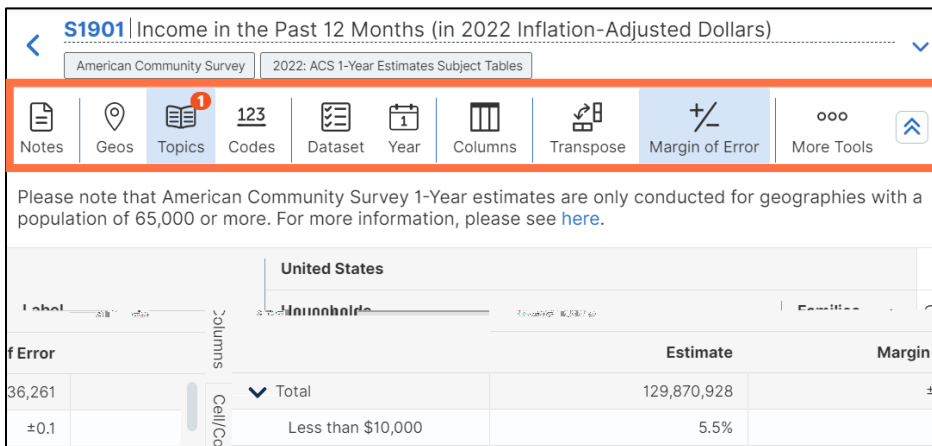 S1901 Income in the Past 12 Months (in 2022 Inflation-Adjusted Dollars)
American Community Survey 2022: ACS 1-Year Estimates Subject Tables
1
123
1
Notes Geos Topics Codes Dataset Year Columns Transpose Margin of Error More Tools
Please note that American Community Survey 1-Year estimates are only conducted for geographies with a
population of 65,000 or more. For more information, please see here.
United States
Label Households Families
f Error Estimate Margin
36,261 Total 129,870,928 ±
±0.1 Less than $10,000 5.5%
olumns
Cell/Co